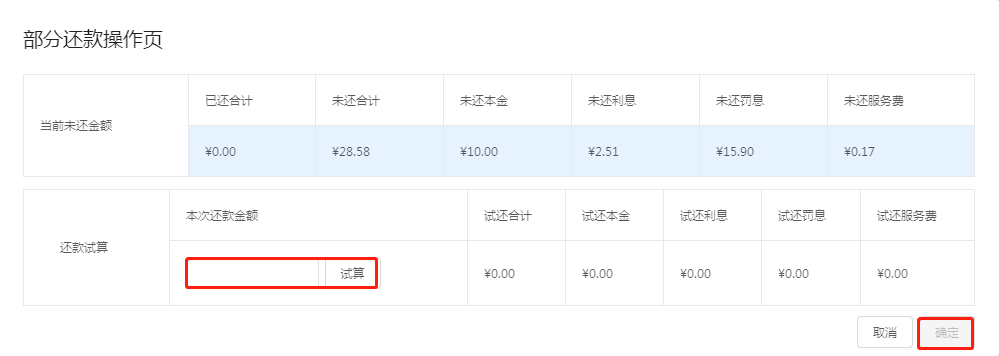 部分还款操作页
已还合计 未还合计 未还本金 未还利息 未还罚息 未还服务费
当前未还金额
¥0.00 ¥28.58 ¥10.00 ¥2.51 ¥15.90 ¥0.17
本次还款金额 试还合计 试还本金 试还利息 试还罚息 试还服务费
还款试算
试算 ¥0.00 ¥0.00 ¥0.00 ¥0.00 ¥0.00
取消 确定